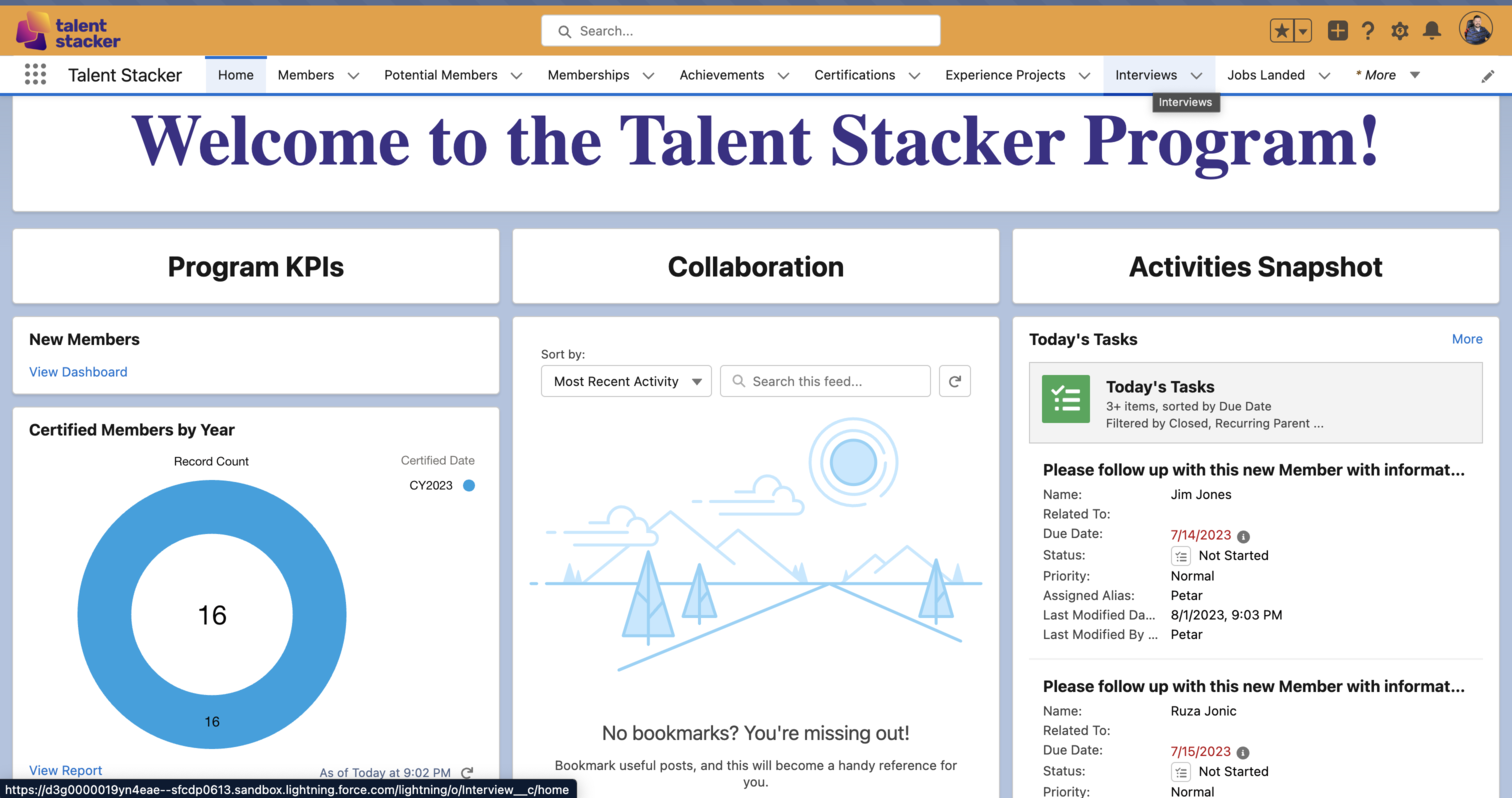 talent
stacker
Search...
Talent Stacker
Home
Members
Potential Members
Memberships
Achievements
Certifications
Experience Projects
Interviews
Jobs Landed
* More
Interviews
Welcome to the Talent Stacker Program!
Program KPIs
Collaboration
Activities Snapshot
New Members
View Dashboard
Certified Members by Year
Record Count
Certified Date
CY2023
16
16
View Report
As of Today at 9:02 PM
Sort by:
Most Recent Activity
Search this feed...
No bookmarks? You're missing out!
Bookmark useful posts, and this will become a handy reference for
you.
Today's Tasks
More
Today's Tasks
3+ items, sorted by Due Date
Filtered by Closed, Recurring Parent ...
Please follow up with this new Member with informat...
Name: Jim Jones
Related To:
Due Date: 7/14/2023
Status: Not Started
Priority: Normal
Assigned Alias: Petar
Last Modified Da... 8/1/2023, 9:03 PM
Last Modified By ... Petar
Please follow up with this new Member with informat...
Name: Ruza Jonic
Related To:
Due Date: 7/15/2023
Status: Not Started
Priority: Normal
https://d3g0000019yn4eae--sfcdp0613.sandbox.lightning.force.com/lightning/o/Interview__c/home